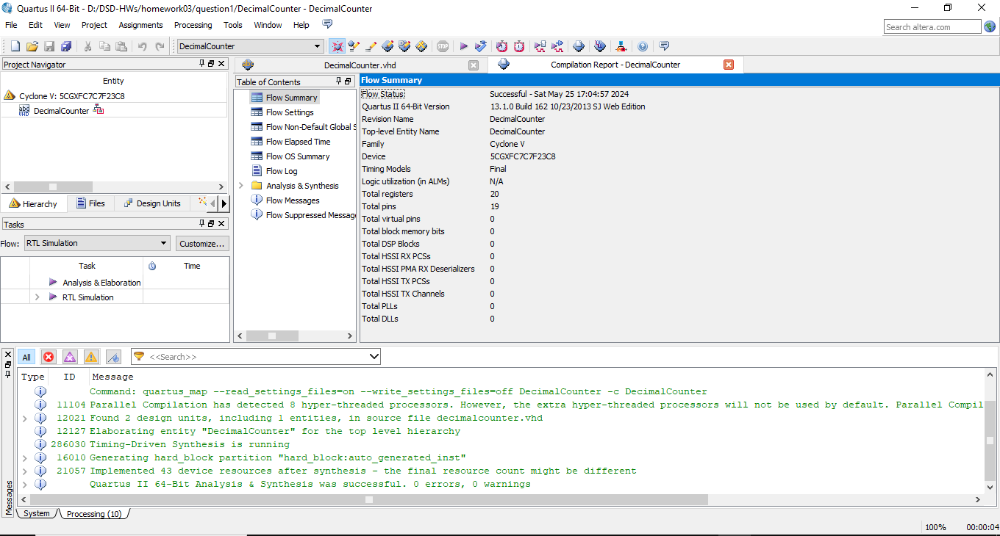 Quartus II 64-Bit - D:/DSD-HWs/homework03/question1/DecimalCounter - DecimalCounter
File Edit View Project Assignments Processing Tools Window Help
Search altera.com
DecimalCounter
STOP
Project Navigator
Entity
Cyclone V: 5CGXFC7C7F23C8
abd
VHD
DecimalCounter
Hierarchy Files Design Units
Tasks
Flow: RTL Simulation Customize...
Task Time
Analysis & Elaboration
RTL Simulation
DecimalCounter.vhd
Compilation Report - DecimalCounter
Table of Contents
Flow Summary
Flow Settings
Flow Non-Default Global S
Flow Elapsed Time
Flow OS Summary
Flow Log
Analysis & Synthesis
Flow Messages
Flow Suppressed Messag
Flow Summary
Flow Status Successful - Sat May 25 17:04:57 2024
Quartus II 64-Bit Version 13.1.0 Build 162 10/23/2013 SJ Web Edition
Revision Name DecimalCounter
Top-level Entity Name DecimalCounter
Family Cyclone V
Device 5CGXFC7C7F23C8
Timing Models Final
Logic utilization (in ALMs) N/A
Total registers 20
Total pins 19
Total virtual pins 0
Total block memory bits 0
Total DSP Blocks 0
Total HSSI RX PCSs 0
Total HSSI PMA RX Deserializers 0
Total HSSI TX PCSs 0
Total HSSI TX Channels 0
Total PLLs 0
Total DLLs 0
All
<<Search>>
Type ID Message
Command: quartus_map --read_settings_files=on --write_settings_files=off DecimalCounter -c DecimalCounter
11104 Parallel Compilation has detected 8 hyper-threaded processors. However, the extra hyper-threaded processors will not be used by default. Parallel Compil
12021 Found 2 design units, including 1 entities, in source file decimalcounter.vhd
12127 Elaborating entity "DecimalCounter" for the top level hierarchy
286030 Timing-Driven Synthesis is running
16010 Generating hard_block partition "hard_block:auto_generated_inst"
21057 Implemented 43 device resources after synthesis - the final resource count might be different
Quartus II 64-Bit Analysis & Synthesis was successful. 0 errors, 0 warnings
Messages
System Processing (10)
100% 00:00:04